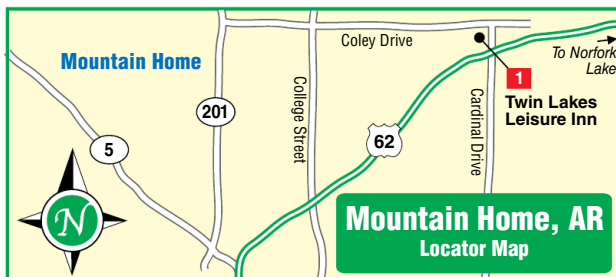 Coley Drive
To Norfork
Lake
Mountain Home
1
Twin Lakes
Leisure Inn
201
College Street
Cardinal Drive
62
5
N
Mountain Home, AR
Locator Map